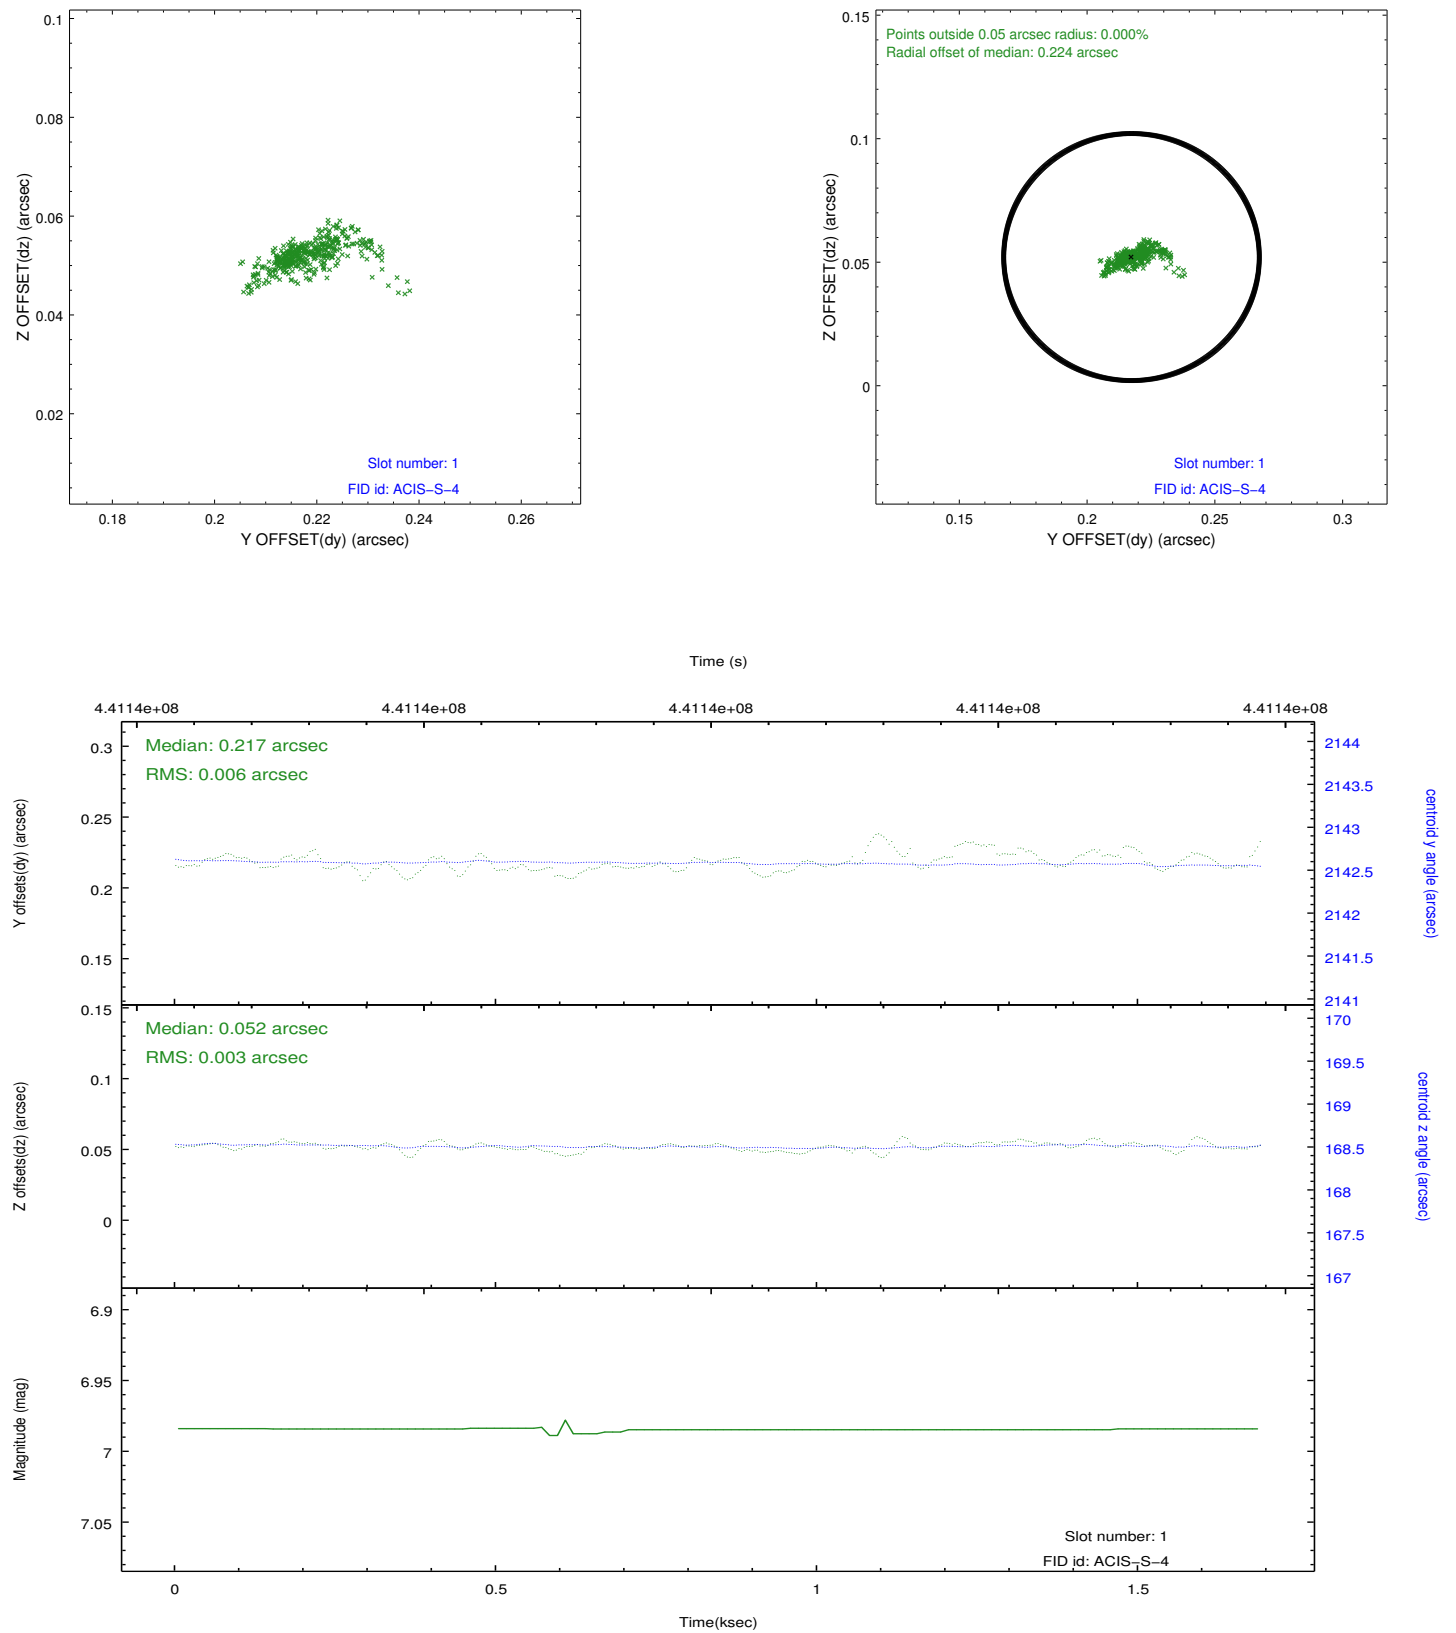 0.1
0.08
0.06
0.04
0.02
Z OFFSET(dz) (arcsec)
Slot number: 1
FID id: ACIS−S−4
0.18 0.2 0.22 0.24 0.26
Y OFFSET(dy) (arcsec)
0.15
0.1
0.05
0
Z OFFSET(dz) (arcsec)
Points outside 0.05 arcsec radius: 0.000%
Radial offset of median: 0.224 arcsec
Slot number: 1
FID id: ACIS−S−4
0.15 0.2 0.25 0.3
Y OFFSET(dy) (arcsec)
Time (s)
4.4114e+08 4.4114e+08 4.4114e+08 4.4114e+08 4.4114e+08
Median: 0.217 arcsec
RMS: 0.006 arcsec
0.3
0.25
0.2
0.15
Y offsets(dy) (arcsec)
2144
2143.5
2143
2142.5
2142
2141.5
2141
centroid y angle (arcsec)
Median: 0.052 arcsec
RMS: 0.003 arcsec
0.15
0.1
0.05
0
Z offsets(dz) (arcsec)
170
169.5
169
168.5
168
167.5
167
centroid z angle (arcsec)
6.9
6.95
7
7.05
Magnitude (mag)
Slot number: 1
FID id: ACIS−S−4
0 0.5 1 1.5
Time(ksec)